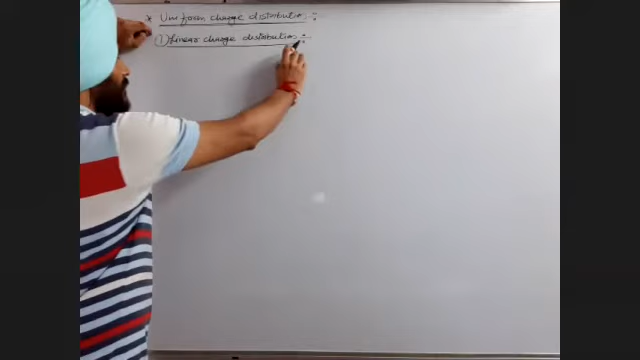 * Uniform charge distribution :-
(1) Linear charge distribution :-